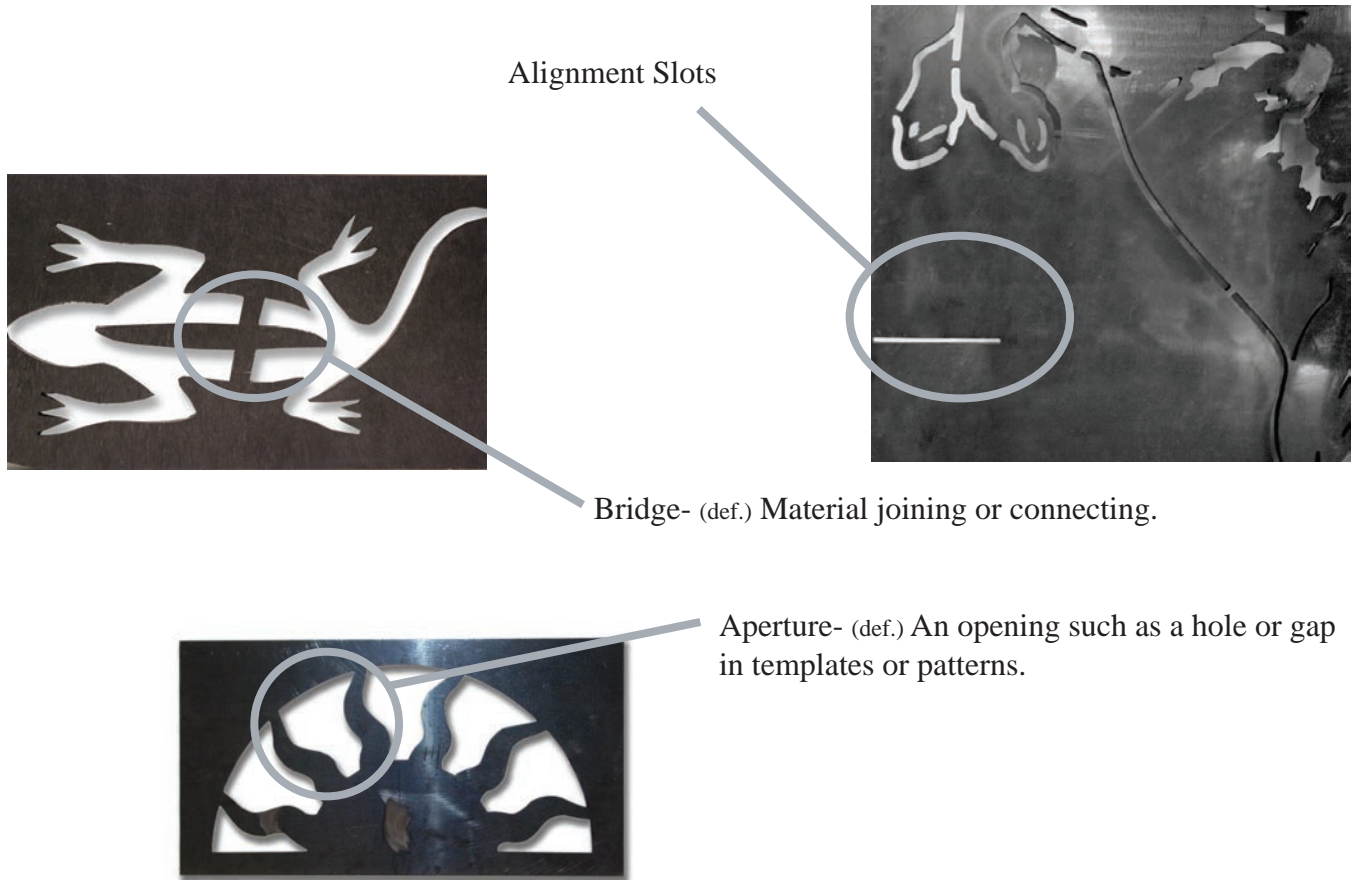 Alignment Slots
Bridge- (def.) Material joining or connecting.
Aperture- (def.) An opening such as a hole or gap
in templates or patterns.